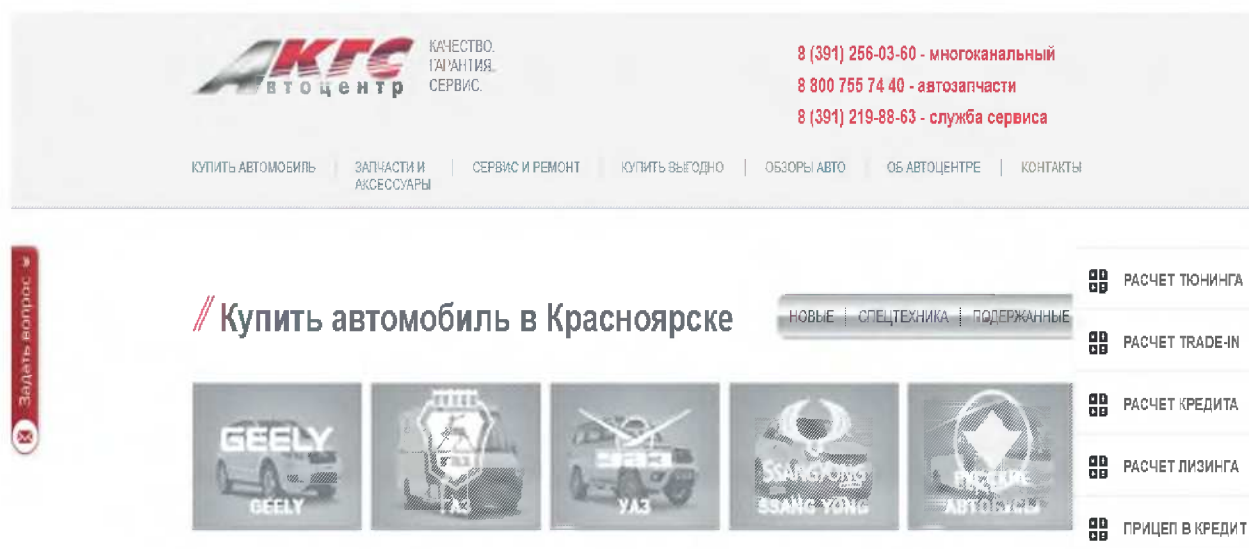 АКГС
Автоцентр
КАЧЕСТВО.
ГАРАНТИЯ.
СЕРВИС.
8 (391) 256-03-60 - многоканальный
8 800 755 74 40 - автозапчасти
8 (391) 219-88-63 - служба сервиса
КУПИТЬ АВТОМОБИЛЬ
ЗАПЧАСТИ И
АКСЕССУАРЫ
СЕРВИС И РЕМОНТ
КУПИТЬ ВЫГОДНО
ОБЗОРЫ АВТО
ОБ АВТОЦЕНТРЕ
КОНТАКТЫ
Задать вопрос
// Купить автомобиль в Красноярске
НОВЫЕ
СПЕЦТЕХНИКА
ПОДЕРЖАННЫЕ
РАСЧЕТ ТЮНИНГА
РАСЧЕТ TRADE-IN
РАСЧЕТ КРЕДИТА
РАСЧЕТ ЛИЗИНГА
ПРИЦЕП В КРЕДИТ
GEELY
GEELY
ГАЗ
ГАЗ
УАЗ
SSANGYONG
SSANG YONG